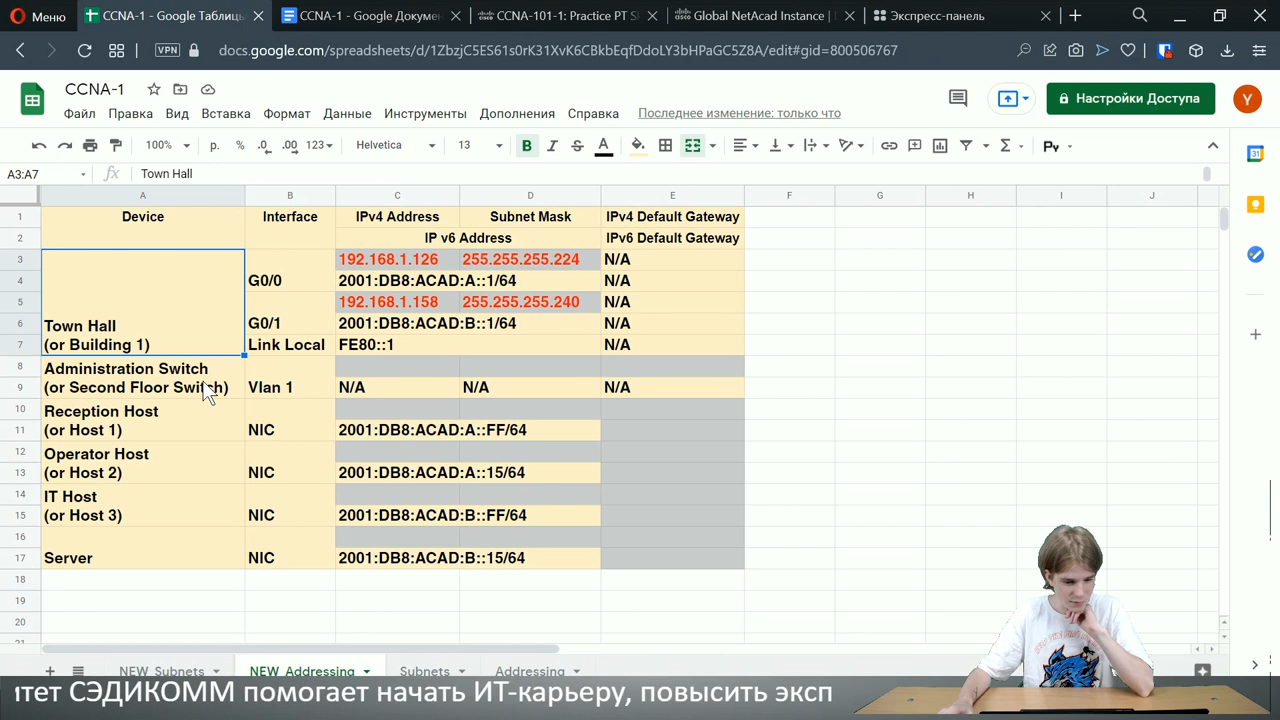 Меню
CCNA-1 - Google Таблицы
CCNA-1 - Google Докумен
CCNA-101-1: Practice PT S
Global NetAcad Instance |
Экспресс-панель
VPN
docs.google.com/spreadsheets/d/1ZbzjC5ES61s0rK31XvK6CBkbEqfDdoLY3bHPaGC5Z8A/edit#gid=800506767
CCNA-1
Файл Правка Вид Вставка Формат Данные Инструменты Дополнения Справка Последнее изменение: только что
Настройки Доступа
Y
100% р. % .0 .00 123 Helvetica 13 B I S A Σ Pv
A3:A7 fx Town Hall
A B C D E F G H I J
1 Device Interface IPv4 Address Subnet Mask IPv4 Default Gateway
2 IP v6 Address IPv6 Default Gateway
3 192.168.1.126 255.255.255.224 N/A
4 G0/0 2001:DB8:ACAD:A::1/64 N/A
5 192.168.1.158 255.255.255.240 N/A
6 Town Hall G0/1 2001:DB8:ACAD:B::1/64 N/A
7 (or Building 1) Link Local FE80::1 N/A
8 Administration Switch
9 (or Second Floor Switch) Vlan 1 N/A N/A N/A
10 Reception Host
11 (or Host 1) NIC 2001:DB8:ACAD:A::FF/64
12 Operator Host
13 (or Host 2) NIC 2001:DB8:ACAD:A::15/64
14 IT Host
15 (or Host 3) NIC 2001:DB8:ACAD:B::FF/64
16
17 Server NIC 2001:DB8:ACAD:B::15/64
18
19
20
21
NEW_Subnets NEW_Addressing Subnets Addressing
итет СЭДИКОММ помогает начать ИТ-карьеру, повысить эксп